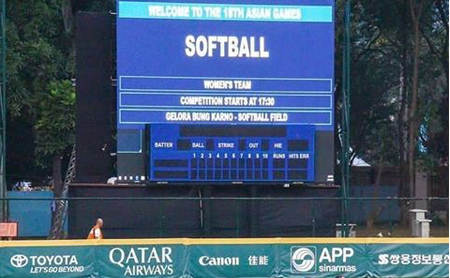 WELCOME TO THE 18TH ASIAN GAMES
SOFTBALL
WOMEN'S TEAM
COMPETITION STARTS AT 17:30
GELORA BUNG KARNO - SOFTBALL FIELD
BATTER BALL STRIKE OUT H/E
1 2 3 4 5 6 7 8 9 10 RUNS HITS ERR
TOYOTA
LET'S GO BEYOND
QATAR
AIRWAYS
Canon 佳能
APP
sinarmas
쌍용정보통신